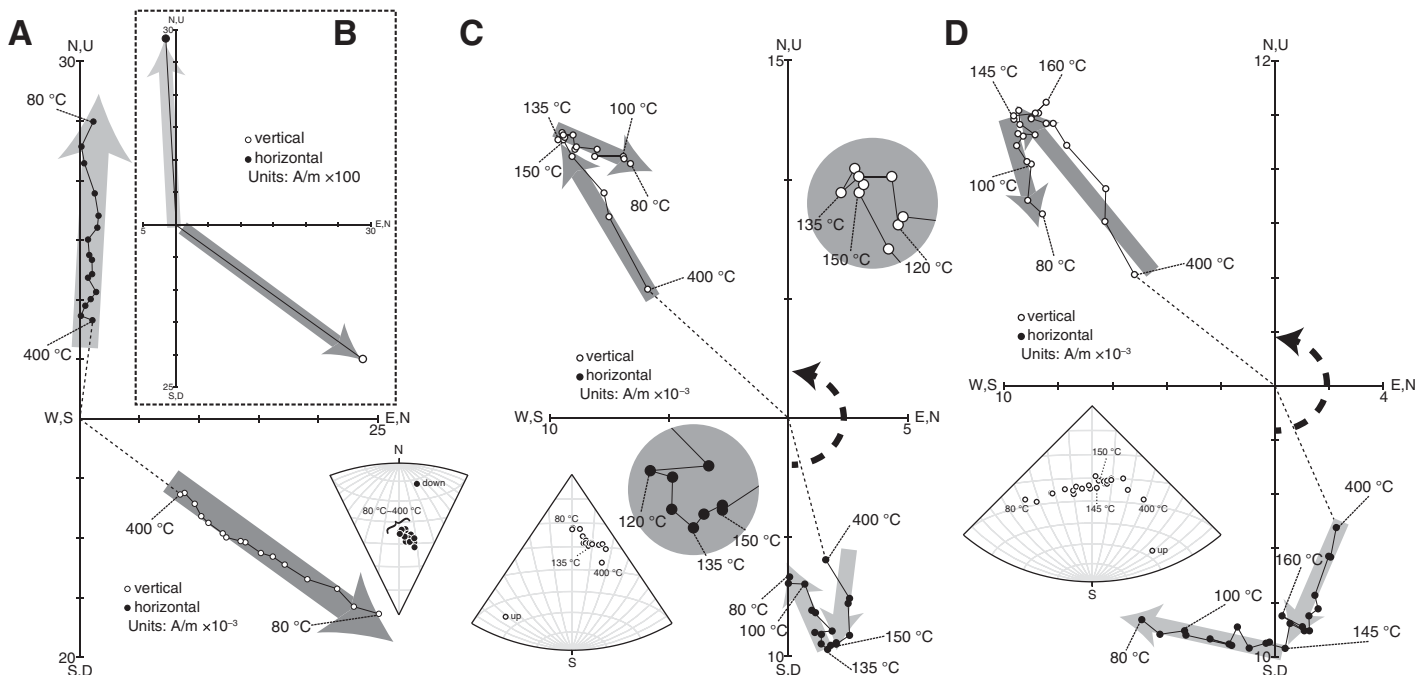 A
N,U
30
80 °C
400 °C
W,S
E,N
25
400 °C
vertical
horizontal
Units: A/m ×10⁻³
80 °C
20
S,D
B
N,U
30
vertical
horizontal
Units: A/m ×100
5
E,N
30
25
S,D
N
down
80 °C–400 °C
C
N,U
15
135 °C
100 °C
150 °C
80 °C
400 °C
135 °C
150 °C
120 °C
vertical
horizontal
Units: A/m ×10⁻³
W,S
10
E,N
5
80 °C
135 °C
400 °C
up
S
120 °C
150 °C
135 °C
400 °C
80 °C
100 °C
150 °C
135 °C
10
S,D
D
N,U
12
145 °C
160 °C
100 °C
80 °C
400 °C
vertical
horizontal
Units: A/m ×10⁻³
W,S
10
E,N
4
150 °C
80 °C
145 °C
400 °C
up
S
400 °C
160 °C
100 °C
80 °C
145 °C
10
S,D